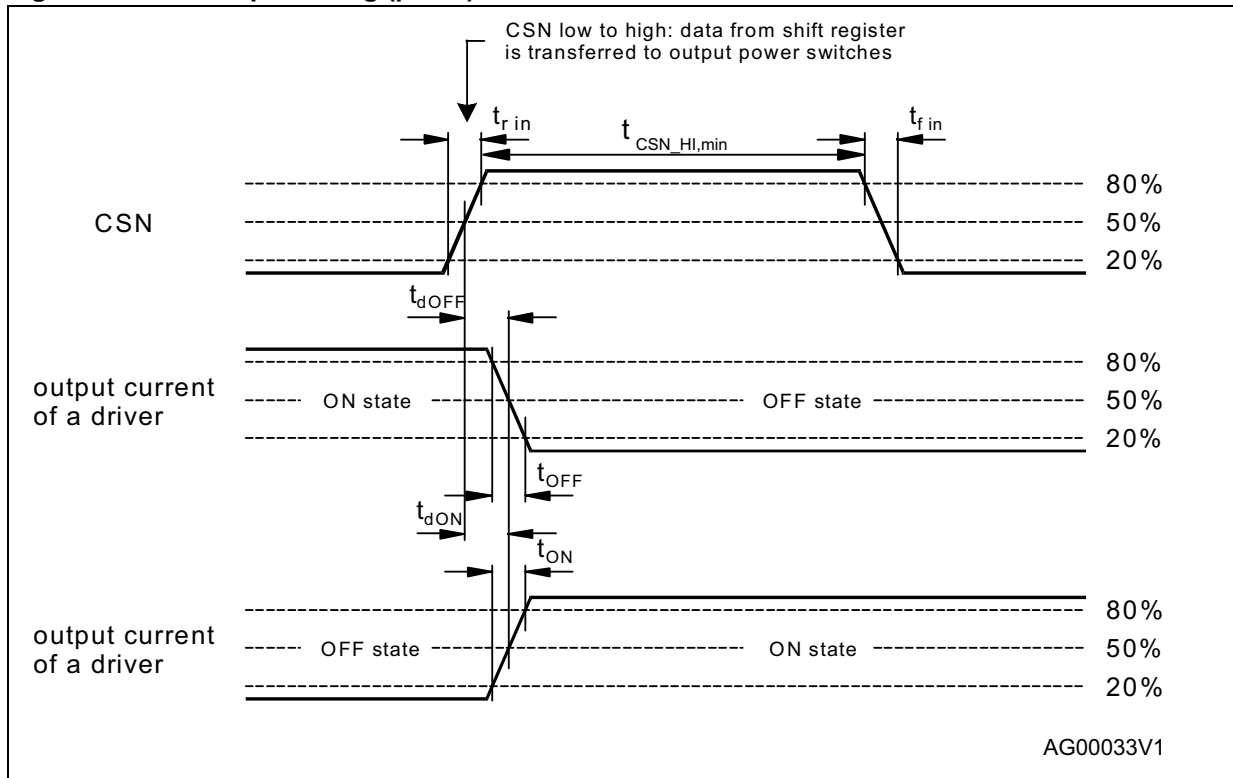 CSN low to high: data from shift register
is transferred to output power switches
tr in
tCSN_HI,min
tf in
80%
CSN
50%
20%
tdOFF
80%
output current
of a driver
ON state
OFF state
50%
20%
tOFF
tdON
tON
80%
output current
of a driver
OFF state
ON state
50%
20%
AG00033V1